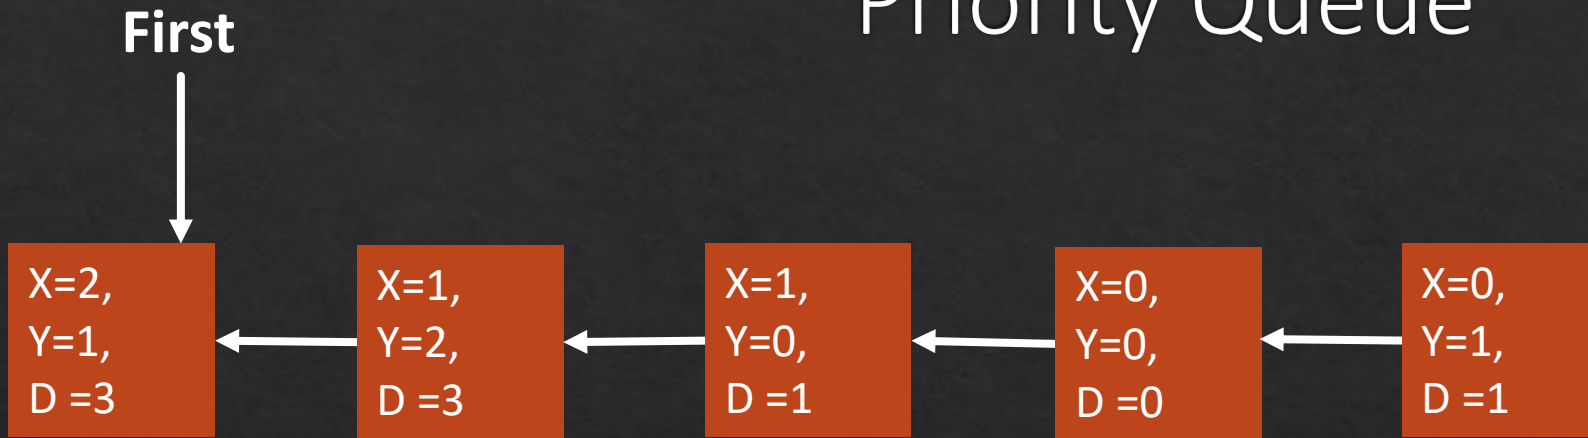 Priority Queue
First
X=2,
Y=1,
D =3
X=1,
Y=2,
D =3
X=1,
Y=0,
D =1
X=0,
Y=0,
D =0
X=0,
Y=1,
D =1